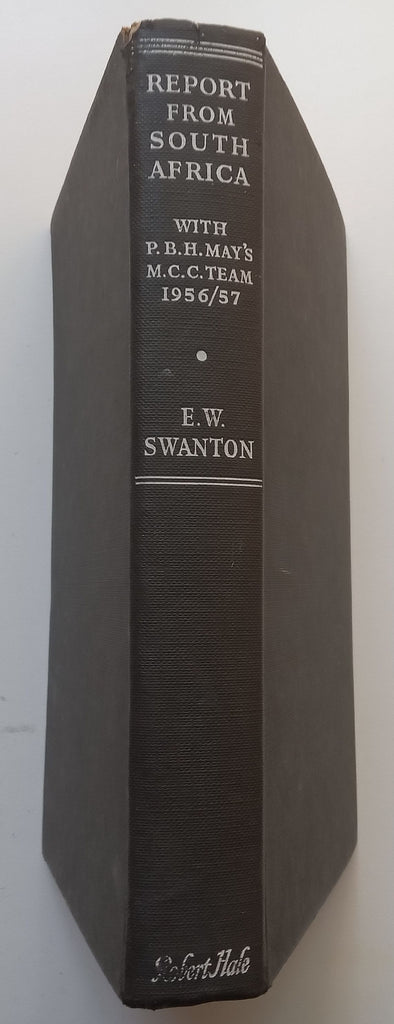 REPORT
FROM
SOUTH
AFRICA
WITH
P.B.H.MAY'S
M.C.C.TEAM
1956/57
E.W.
SWANTON
Robert Hale